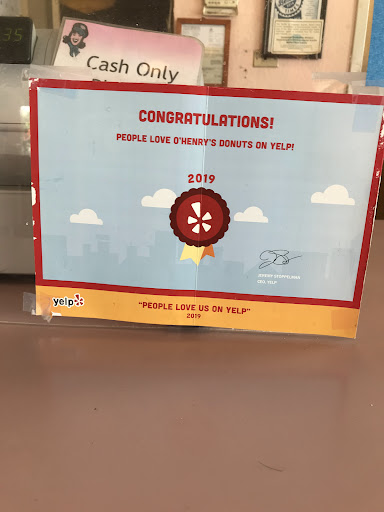 35
Cash Only
CONGRATULATIONS!
PEOPLE LOVE O'HENRY'S DONUTS ON YELP!
2019
JEREMY STOPPELMAN
CEO, YELP
yelp
"PEOPLE LOVE US ON YELP"
2019